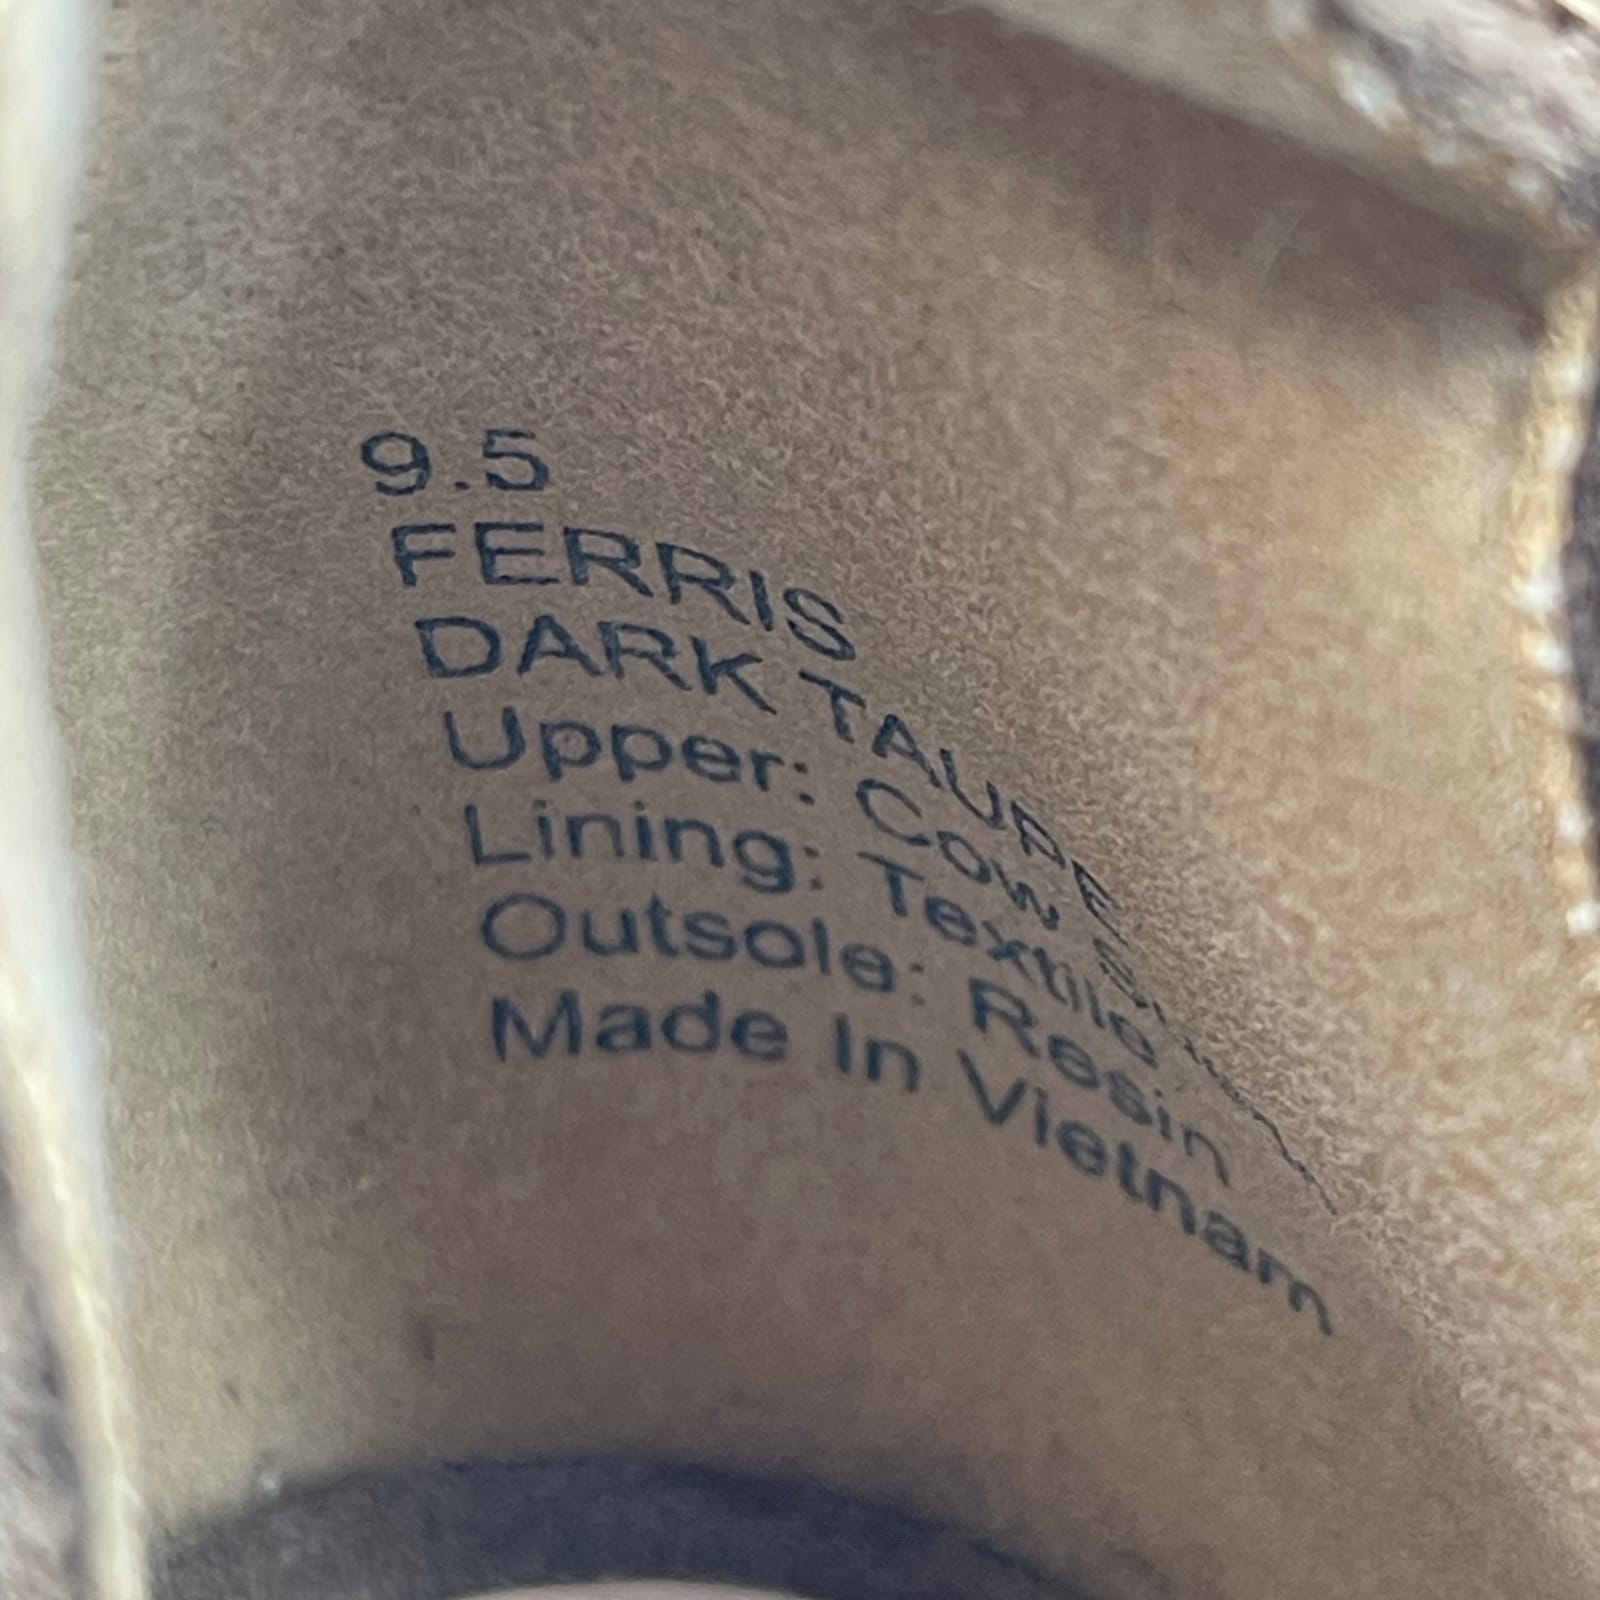 9.5
FERRIS
DARK TAUPE
Upper: Cow
Lining: Textile
Outsole: Resin
Made In Vietnam